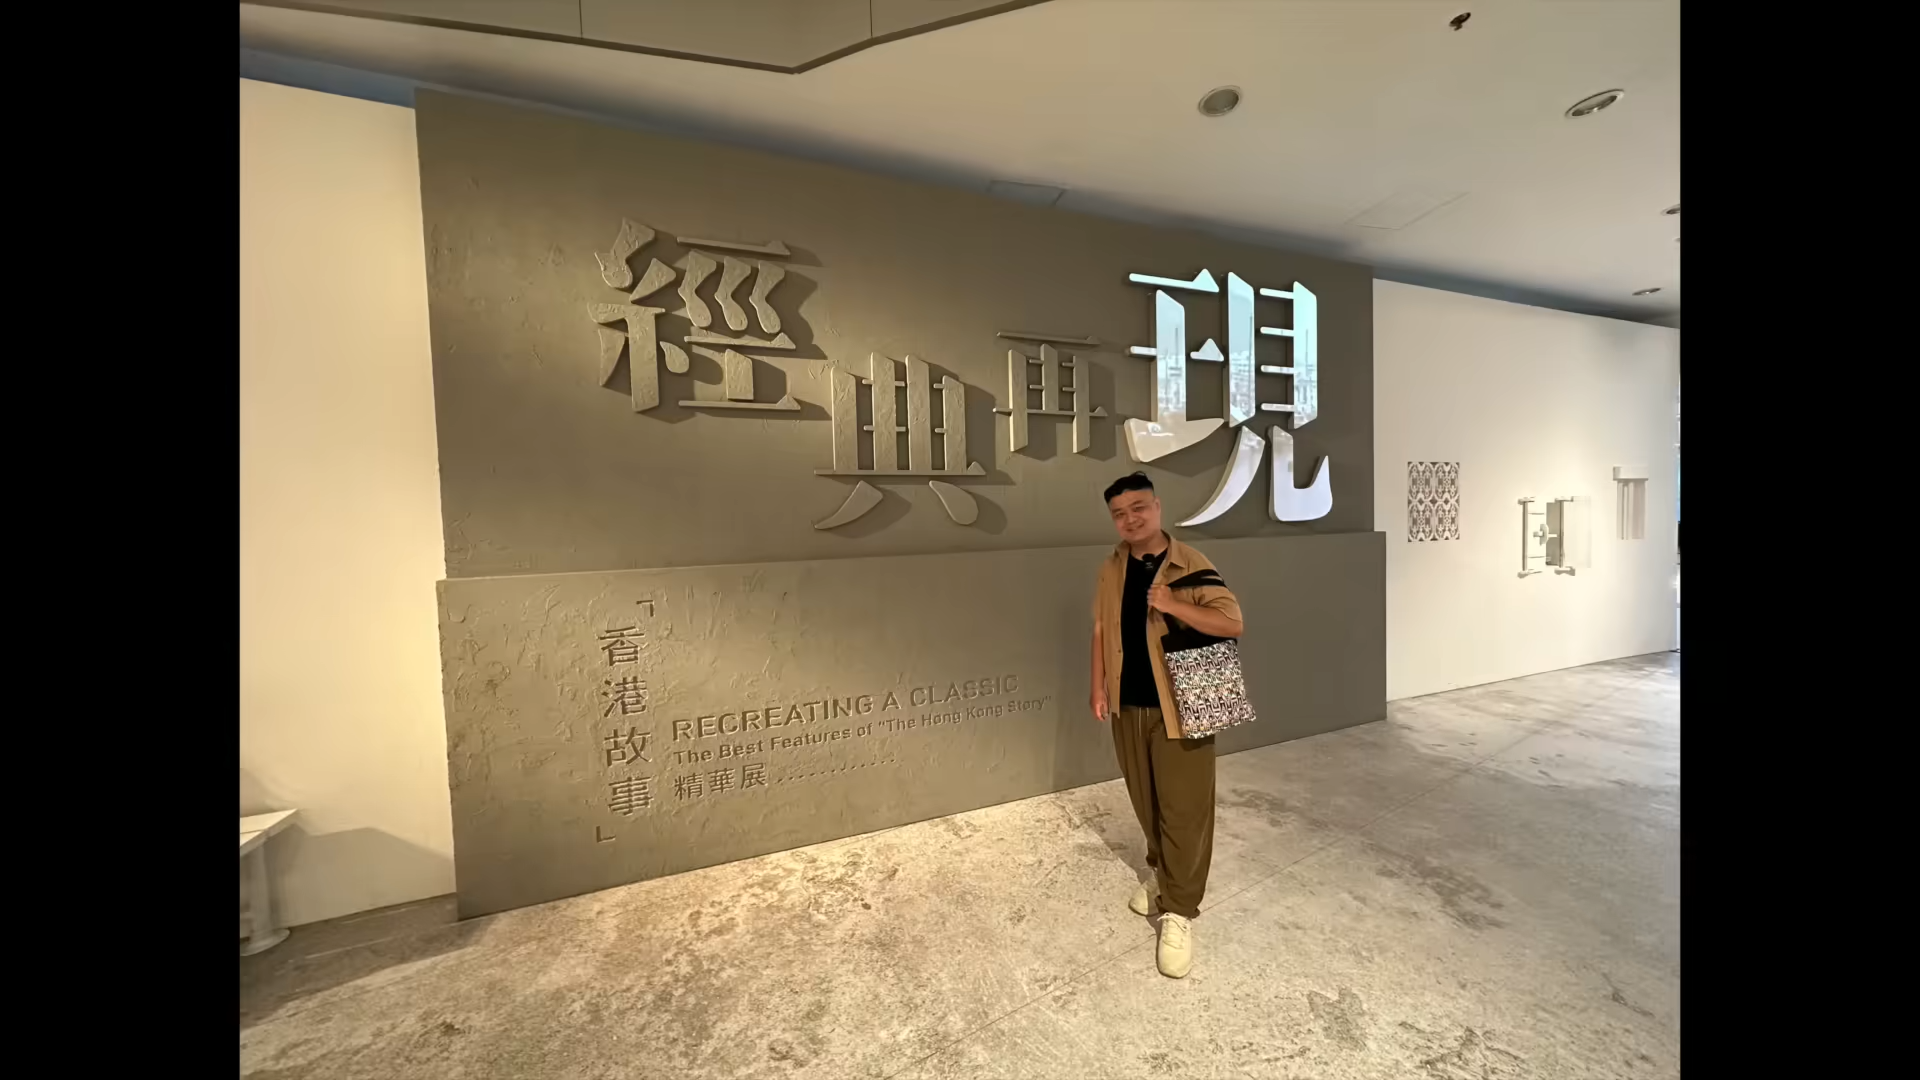 經典再現
「香港故事」
RECREATING A CLASSIC
The Best Features of "The Hong Kong Story"
精華展